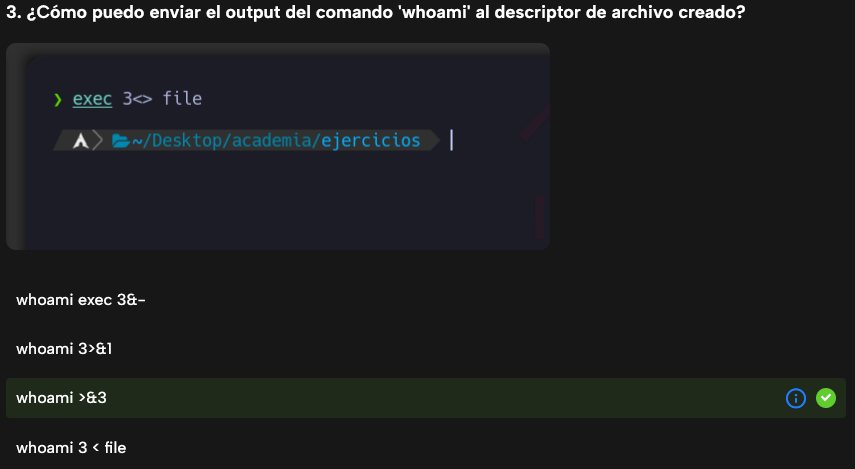 3. ¿Cómo puedo enviar el output del comando 'whoami' al descriptor de archivo creado?
❯ exec 3<> file
~/Desktop/academia/ejercicios
whoami exec 3&-
whoami 3>&1
whoami >&3
whoami 3 < file